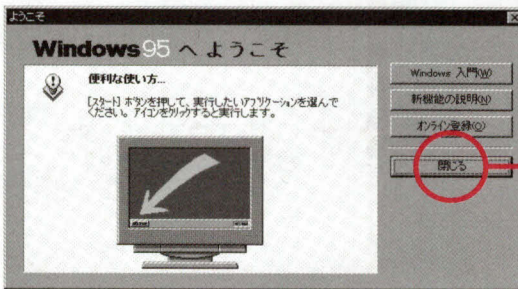 ようこそ
Windows 95 へようこそ
便利な使い方...
[スタート] ボタンを押して、実行したいアプリケーションを選んで
ください。アイコンをクリックすると実行します。
Windows 入門(W)
新機能の説明(N)
オンライン登録(O)
閉じる